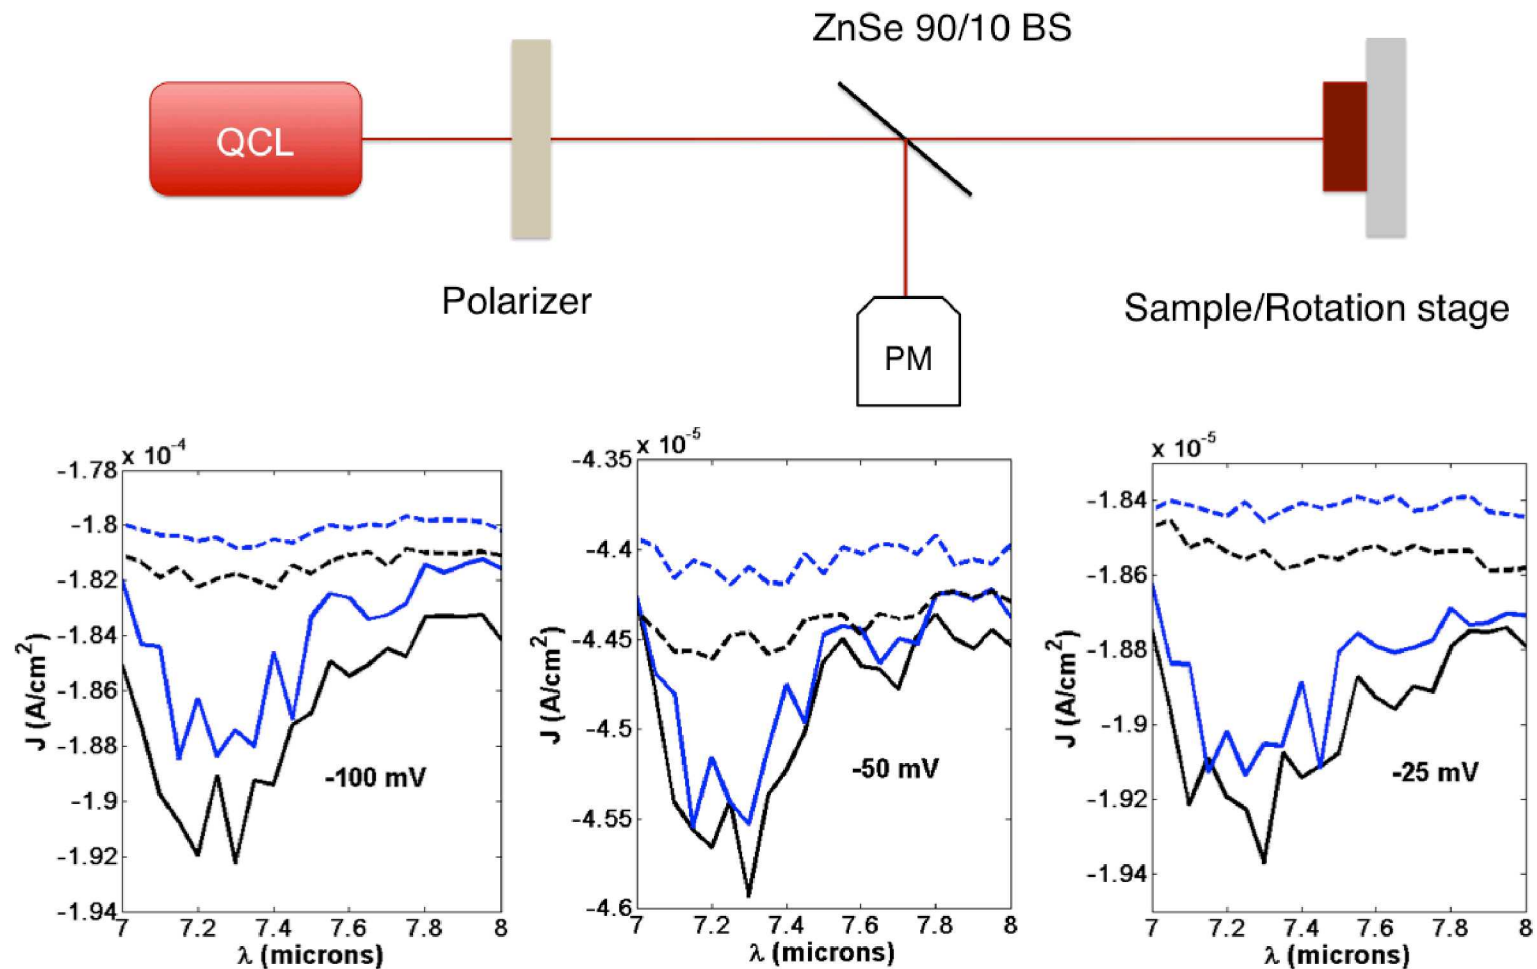 ZnSe 90/10 BS
QCL
Polarizer
Sample/Rotation stage
PM
x 10-4
-1.78
-1.8
-1.82
-1.84
-1.86
-1.88
-1.9
-1.92
-1.94
J (A/cm2)
-100 mV
7 7.2 7.4 7.6 7.8 8
λ (microns)
x 10-5
-4.35
-4.4
-4.45
-4.5
-4.55
-4.6
J (A/cm2)
-50 mV
7 7.2 7.4 7.6 7.8 8
λ (microns)
x 10-5
-1.84
-1.86
-1.88
-1.9
-1.92
-1.94
J (A/cm2)
-25 mV
7 7.2 7.4 7.6 7.8 8
λ (microns)